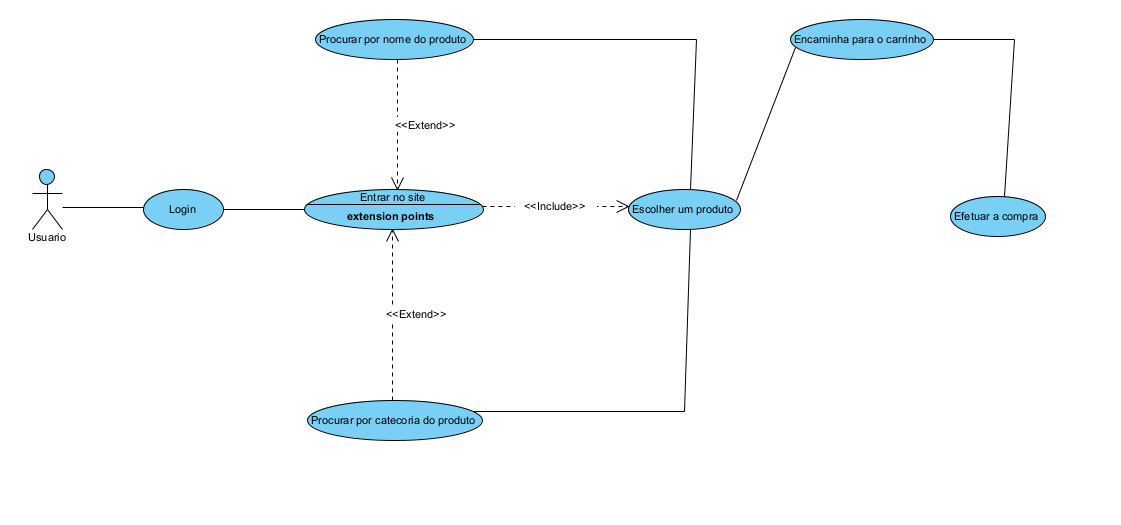 Procurar por nome do produto
Encaminha para o carrinho
<<Extend>>
Usuario
Login
Entrar no site
extension points
<<Include>>
Escolher um produto
Efetuar a compra
<<Extend>>
Procurar por catecoria do produto